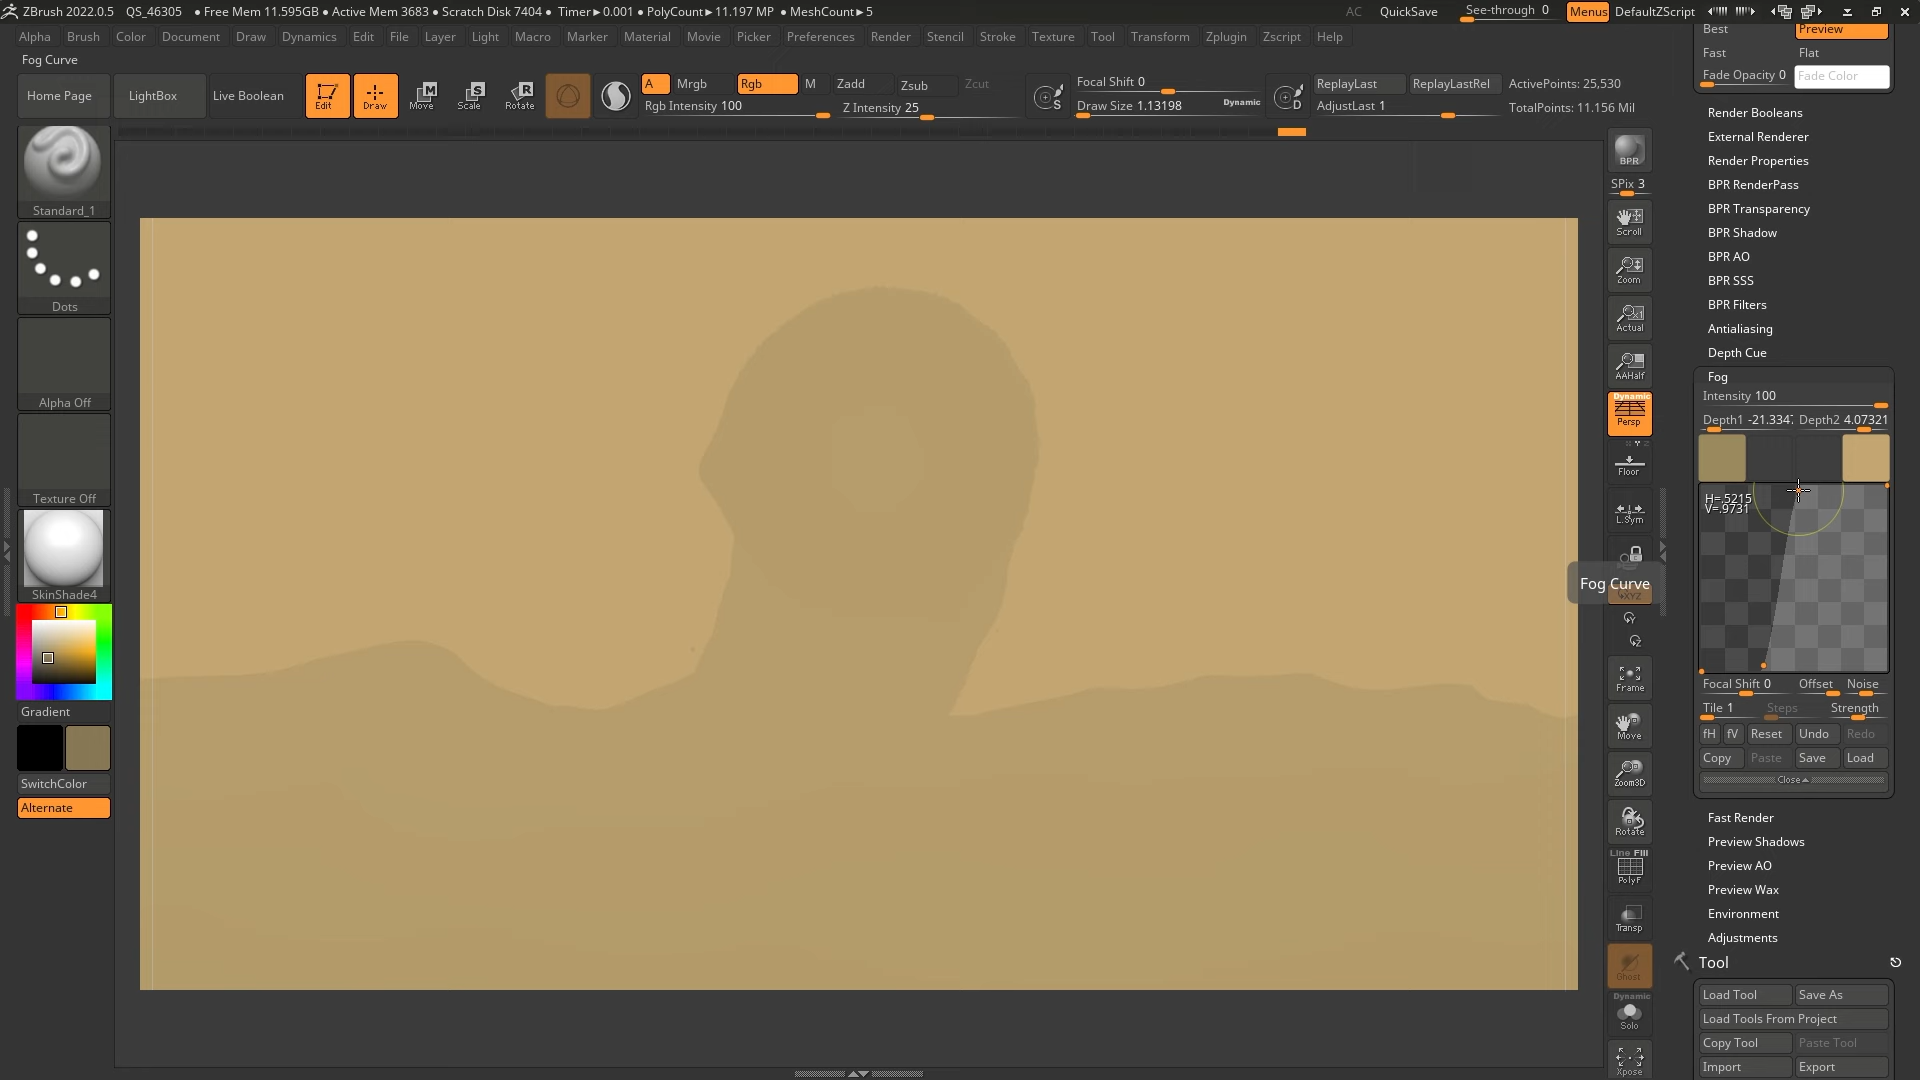 ZBrush 2022.0.5 QS_46305 • Free Mem 11.595GB • Active Mem 3683 • Scratch Disk 7404 • Timer►0.001 • PolyCount►11.197 MP • MeshCount►5 AC QuickSave See-through 0 Menus DefaultZScript
Alpha Brush Color Document Draw Dynamics Edit File Layer Light Macro Marker Material Movie Picker Preferences Render Stencil Stroke Texture Tool Transform Zplugin Zscript Help
Fog Curve
Home Page
LightBox
Live Boolean
Edit
Draw
Move
Scale
Rotate
A
Mrgb
Rgb
M
Zadd
Zsub
Zcut
Rgb Intensity 100
Z Intensity 25
S
Focal Shift 0
Draw Size 1.13198
Dynamic
D
ReplayLast
ReplayLastRel
AdjustLast 1
ActivePoints: 25,530
TotalPoints: 11.156 Mil
Standard_1
Dots
Alpha Off
Texture Off
SkinShade4
Gradient
SwitchColor
Alternate
BPR
SPix 3
Scroll
Zoom
Actual
AAHalf
Dynamic
Persp
Floor
L.Sym
XYZ
Y
Z
Frame
Move
Zoom3D
Rotate
Line Fill
PolyF
Transp
Ghost
Dynamic
Solo
Xpose
Fog Curve
Best
Preview
Fast
Flat
Fade Opacity 0
Fade Color
Render Booleans
External Renderer
Render Properties
BPR RenderPass
BPR Transparency
BPR Shadow
BPR AO
BPR SSS
BPR Filters
Antialiasing
Depth Cue
Fog
Intensity 100
Depth1 -21.3347 Depth2 4.07321
H=.5215
V=.9731
Focal Shift 0 Offset Noise
Tile 1 Steps Strength
fH fV Reset Undo Redo
Copy Paste Save Load
Close
Fast Render
Preview Shadows
Preview AO
Preview Wax
Environment
Adjustments
Tool
Load Tool Save As
Load Tools From Project
Copy Tool Paste Tool
Import Export